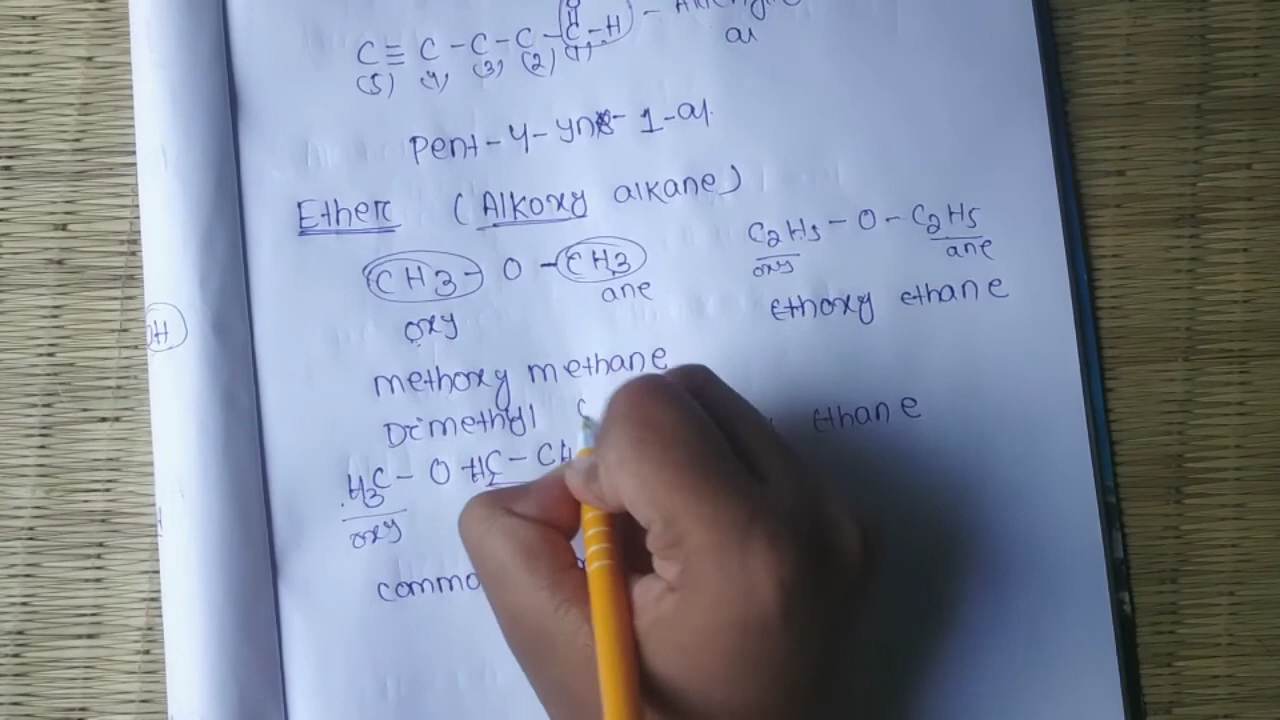 C ≡ C - C - C - C - H
(5) (4) (3) (2) (1)
al
Pent - 4 - yn - 1 - al.
Ether (Alkoxy alkane)
CH3 - O - CH3
oxy ane
methoxy methane
Dimethyl
C2H5 - O - C2H5
oxy ane
Ethoxy ethane
ethane
H3C - O H2C - CH
oxy
commo
OH